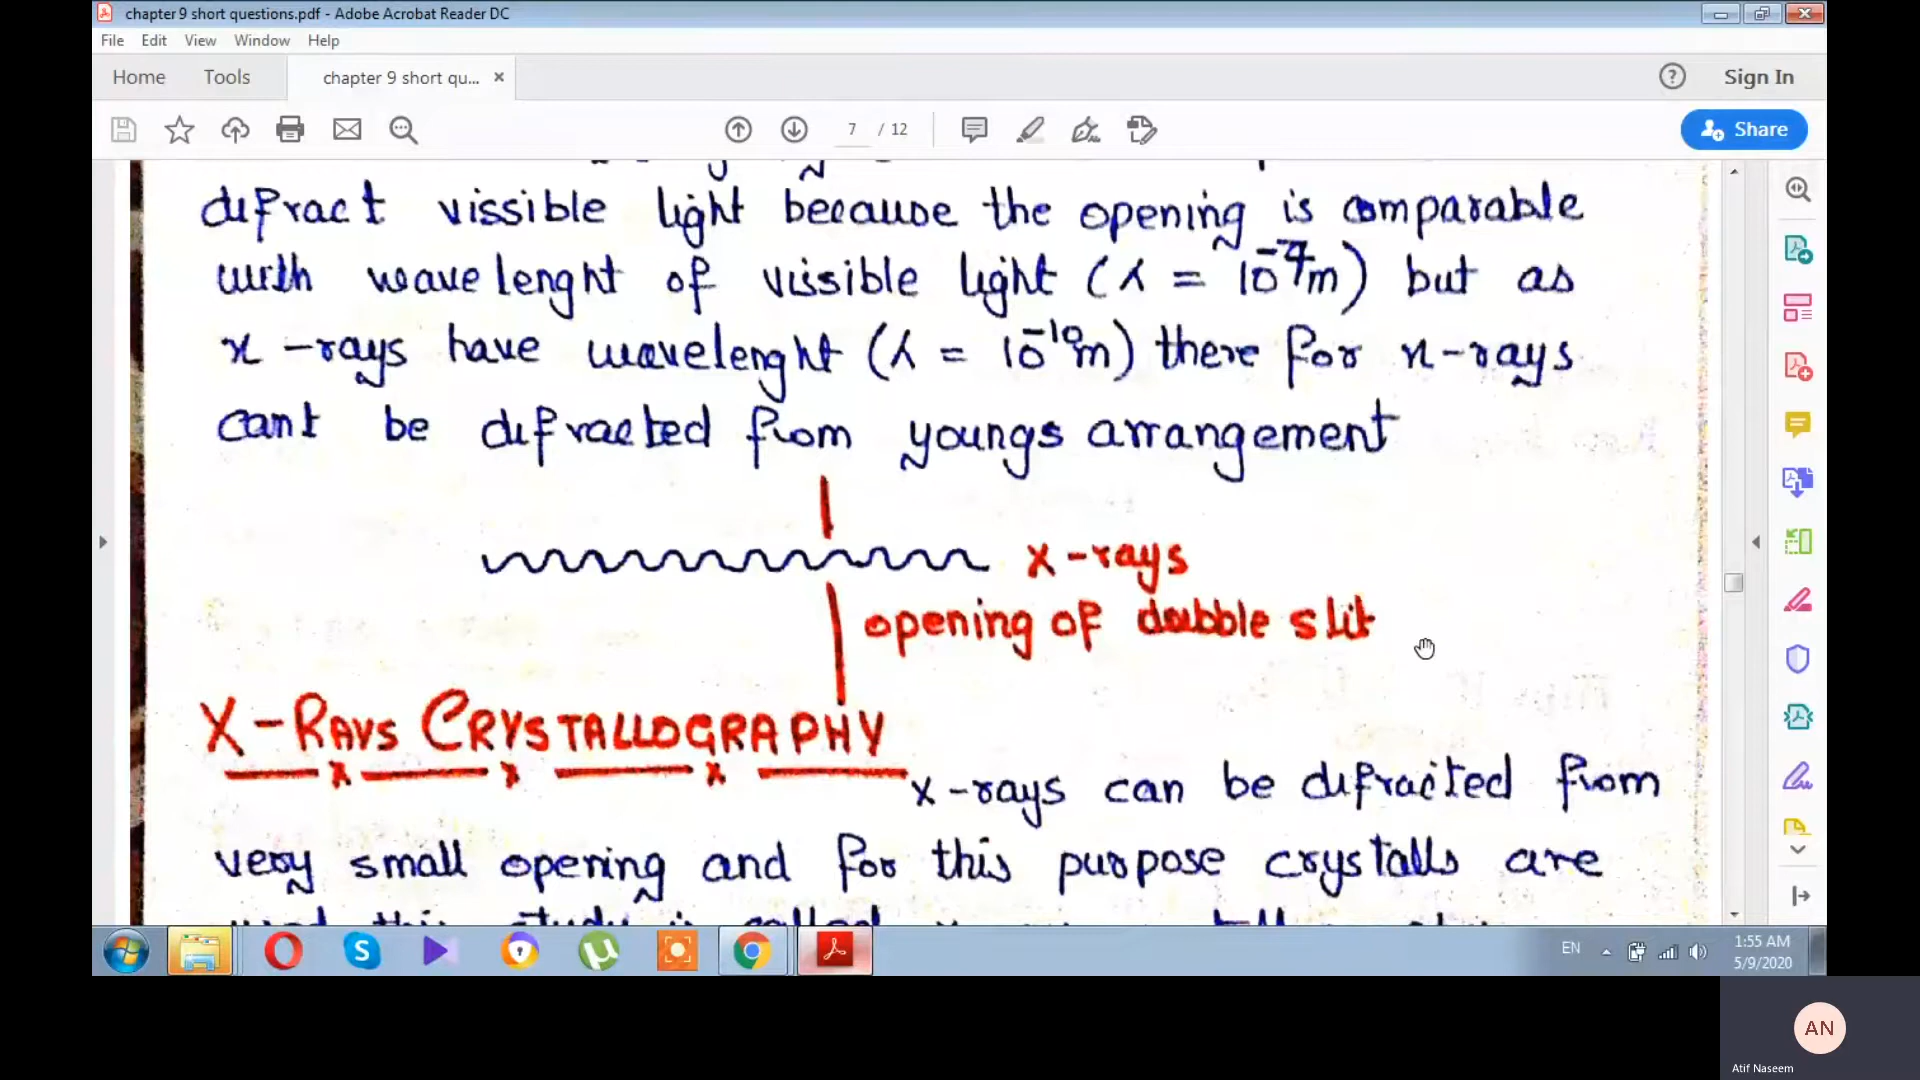 chapter 9 short questions.pdf - Adobe Acrobat Reader DC
File Edit View Window Help
Home Tools chapter 9 short qu... × Sign In
7 / 12 Share
difract vissible light because the opening is comparable
with wavelenght of vissible light (λ = 10⁻⁷m) but as
x-rays have wavelenght (λ = 10⁻¹⁰m) there for x-rays
cant be difracted from youngs arrangement
x-rays
opening of double slit
X-RAYS CRYSTALLOGRAPHY
x-rays can be difracted from
very small opening and for this purpose crystalls are
EN 1:55 AM
5/9/2020
AN
Atif Naseem